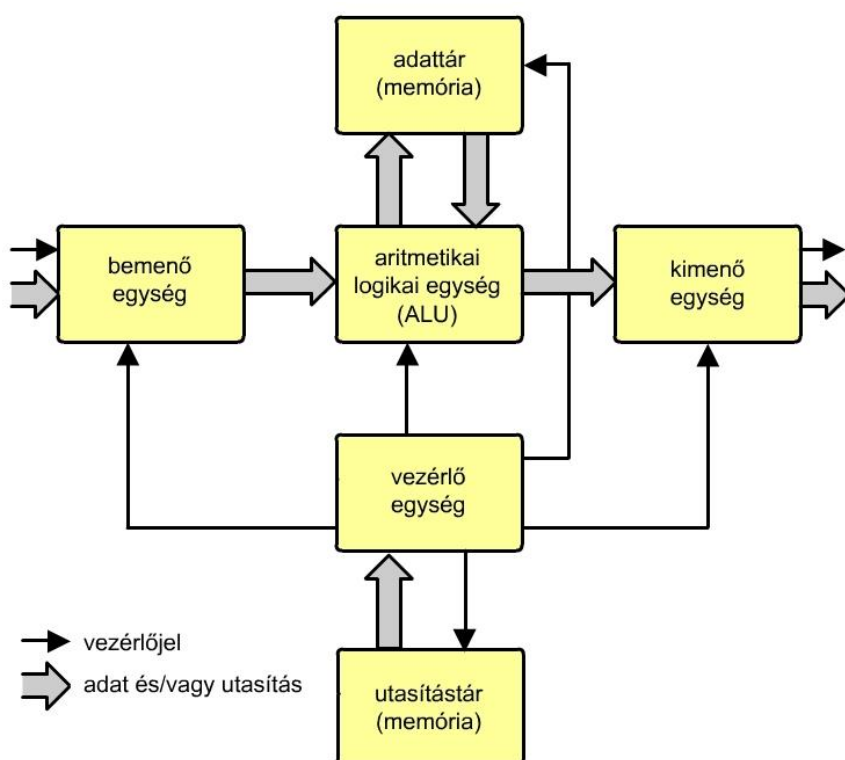 adattár
(memória)
bemenő
egység
aritmetikai
logikai egység
(ALU)
kimenő
egység
vezérlő
egység
vezérlőjel
adat és/vagy utasítás
utasítástár
(memória)